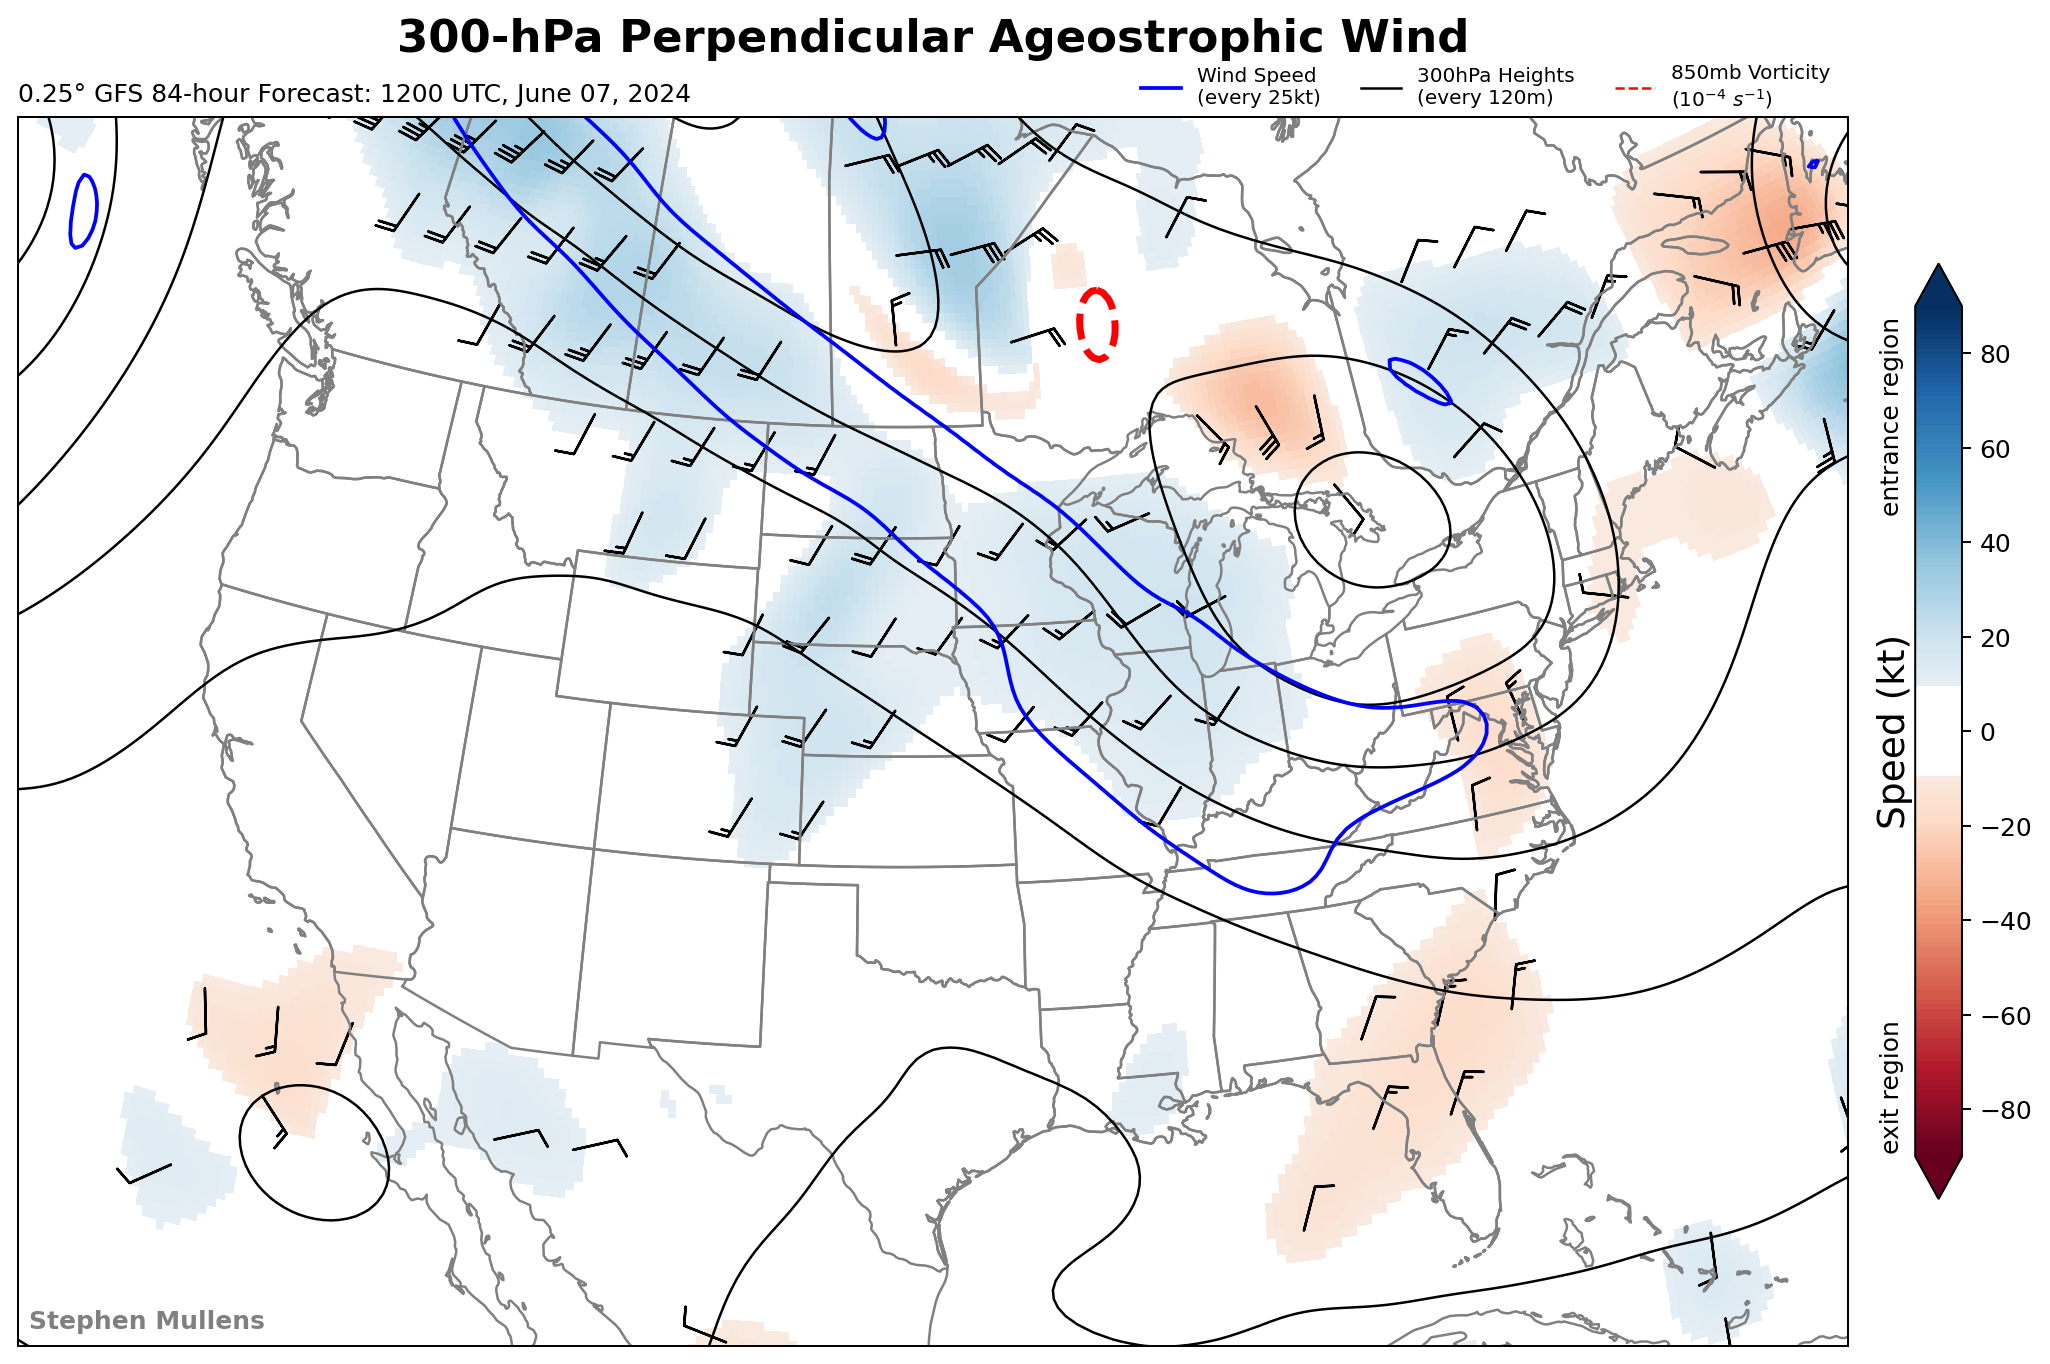 300-hPa Perpendicular Ageostrophic Wind
0.25° GFS 84-hour Forecast: 1200 UTC, June 07, 2024
Wind Speed
(every 25kt)
300hPa Heights
(every 120m)
850mb Vorticity
(10⁻⁴ s⁻¹)
entrance region
Speed (kt)
exit region
80
60
40
20
0
−20
−40
−60
−80
Stephen Mullens